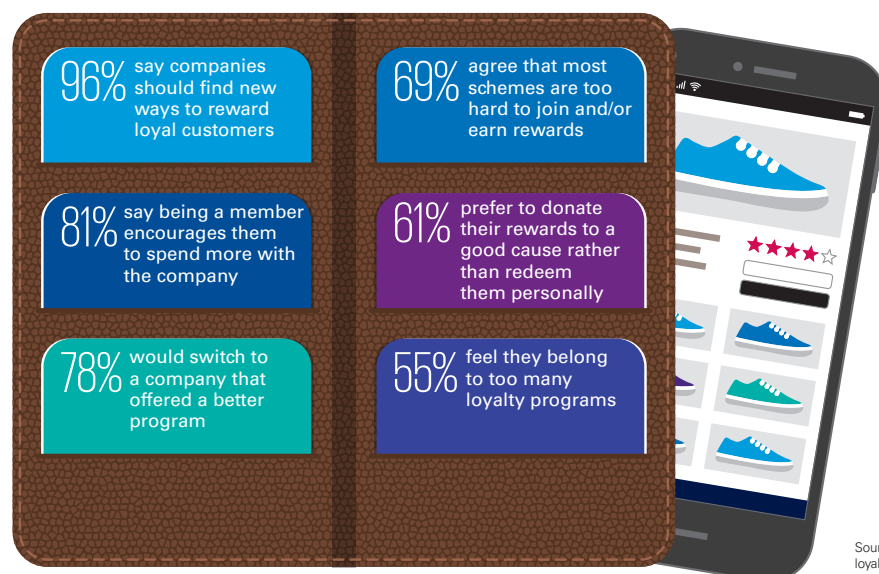 96%
say companies
should find new
ways to reward
loyal customers
81%
say being a member
encourages them
to spend more with
the company
78%
would switch to
a company that
offered a better
program
69%
agree that most
schemes are too
hard to join and/or
earn rewards
61%
prefer to donate
their rewards to a
good cause rather
than redeem
them personally
55%
feel they belong
to too many
loyalty programs